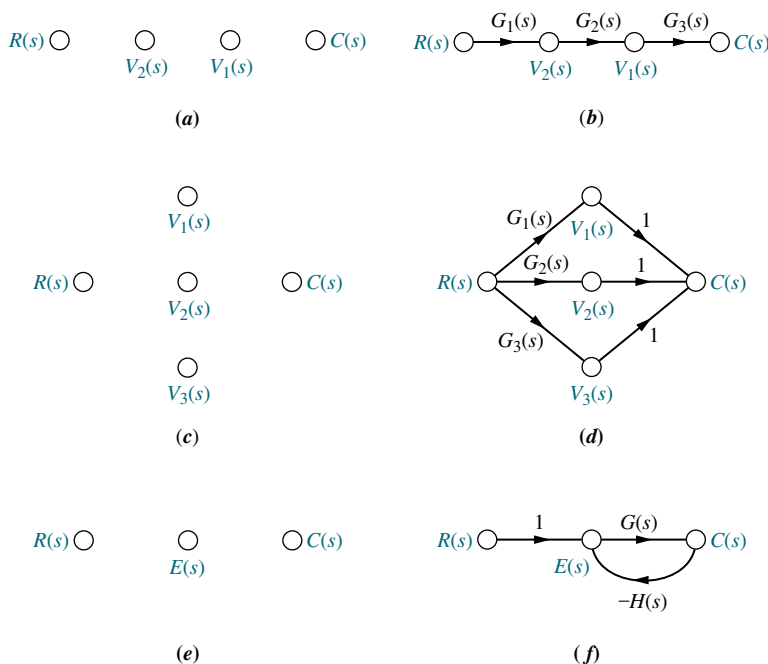 R(s) V₂(s) V₁(s) C(s)
(a)
R(s) G₁(s) G₂(s) G₃(s) C(s)
V₂(s) V₁(s)
(b)
V₁(s)
R(s) V₂(s) C(s)
V₃(s)
(c)
G₁(s) V₁(s) 1
R(s) G₂(s) V₂(s) 1 C(s)
G₃(s) V₃(s) 1
(d)
R(s) E(s) C(s)
(e)
R(s) 1 E(s) G(s) C(s)
−H(s)
(f)